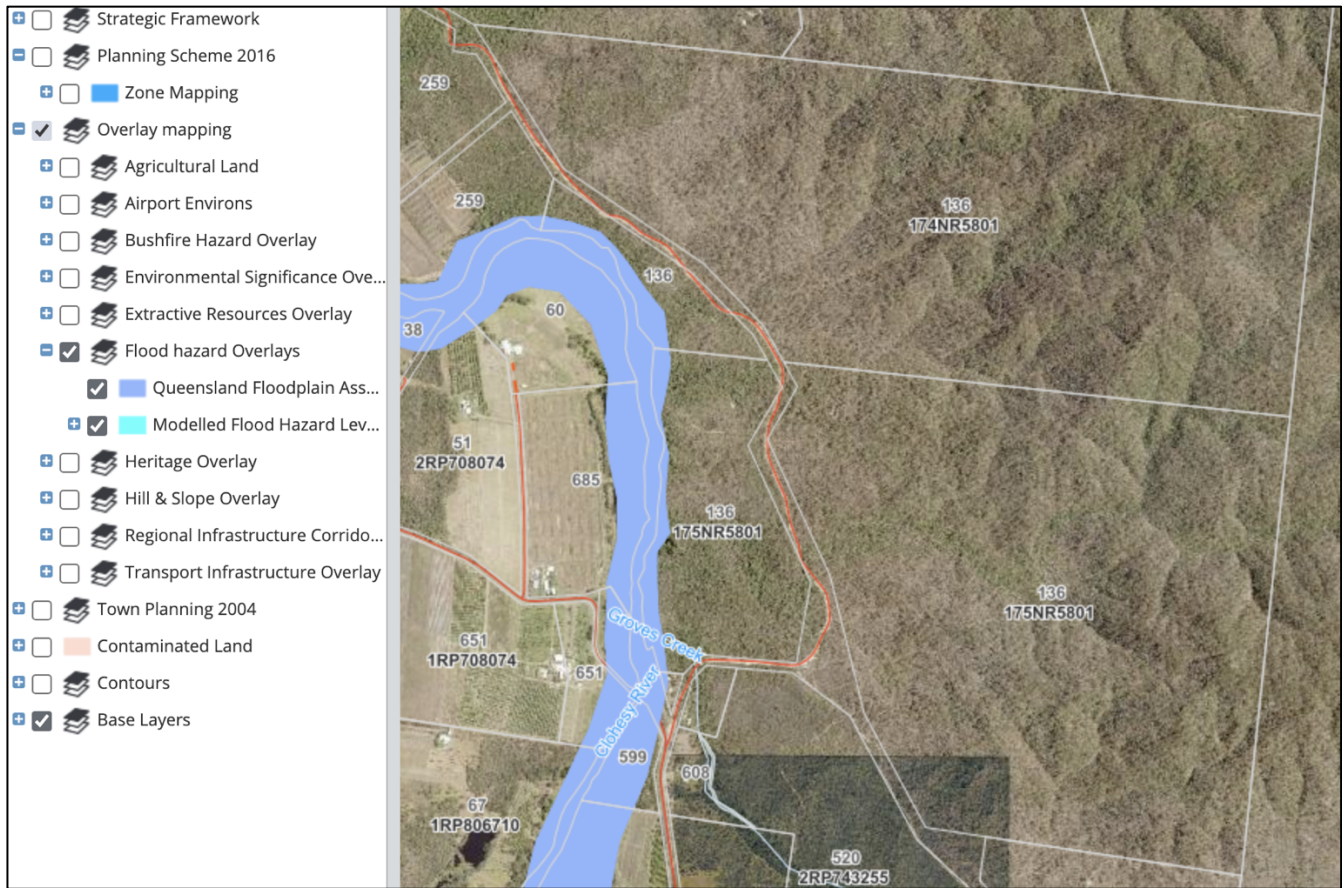 Strategic Framework
Planning Scheme 2016
Zone Mapping
Overlay mapping
Agricultural Land
Airport Environs
Bushfire Hazard Overlay
Environmental Significance Ove...
Extractive Resources Overlay
Flood hazard Overlays
Queensland Floodplain Ass...
Modelled Flood Hazard Lev...
Heritage Overlay
Hill & Slope Overlay
Regional Infrastructure Corrido...
Transport Infrastructure Overlay
Town Planning 2004
Contaminated Land
Contours
Base Layers
259
259
136
174NR5801
136
60
38
51
2RP708074
685
136
175NR5801
136
175NR5801
Groves Creek
651
1RP708074
651
Clohesy River
599
608
67
1RP806710
520
2RP743255